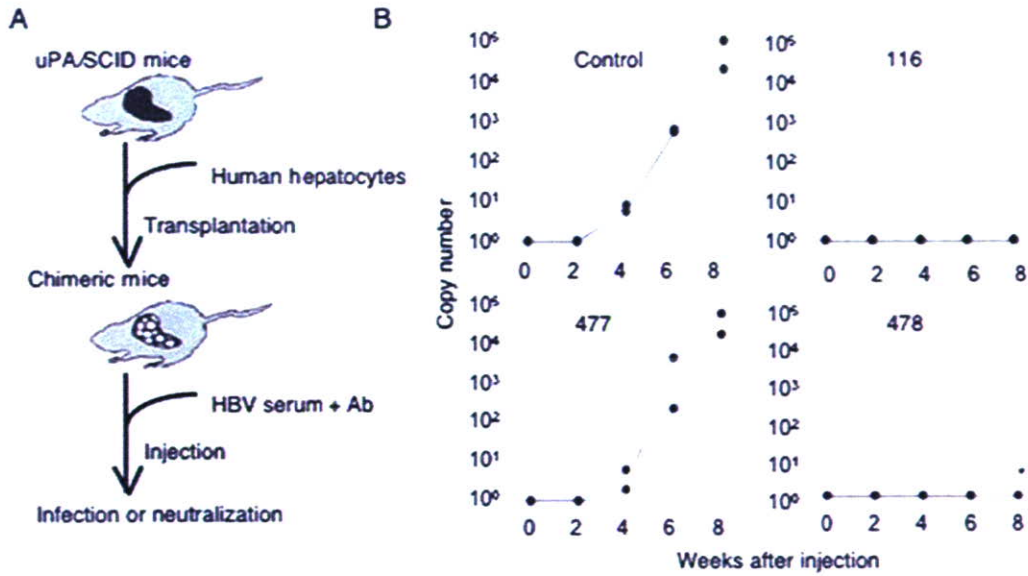 A
uPA/SCID mice
Human hepatocytes
Transplantation
Chimeric mice
HBV serum + Ab
Injection
Infection or neutralization
B
Copy number
Control
10⁵
10⁴
10³
10²
10¹
10⁰
0 2 4 6 8
116
10⁵
10⁴
10³
10²
10¹
10⁰
0 2 4 6 8
477
10⁵
10⁴
10³
10²
10¹
10⁰
0 2 4 6 8
478
10⁵
10⁴
10³
10²
10¹
10⁰
0 2 4 6 8
Weeks after injection